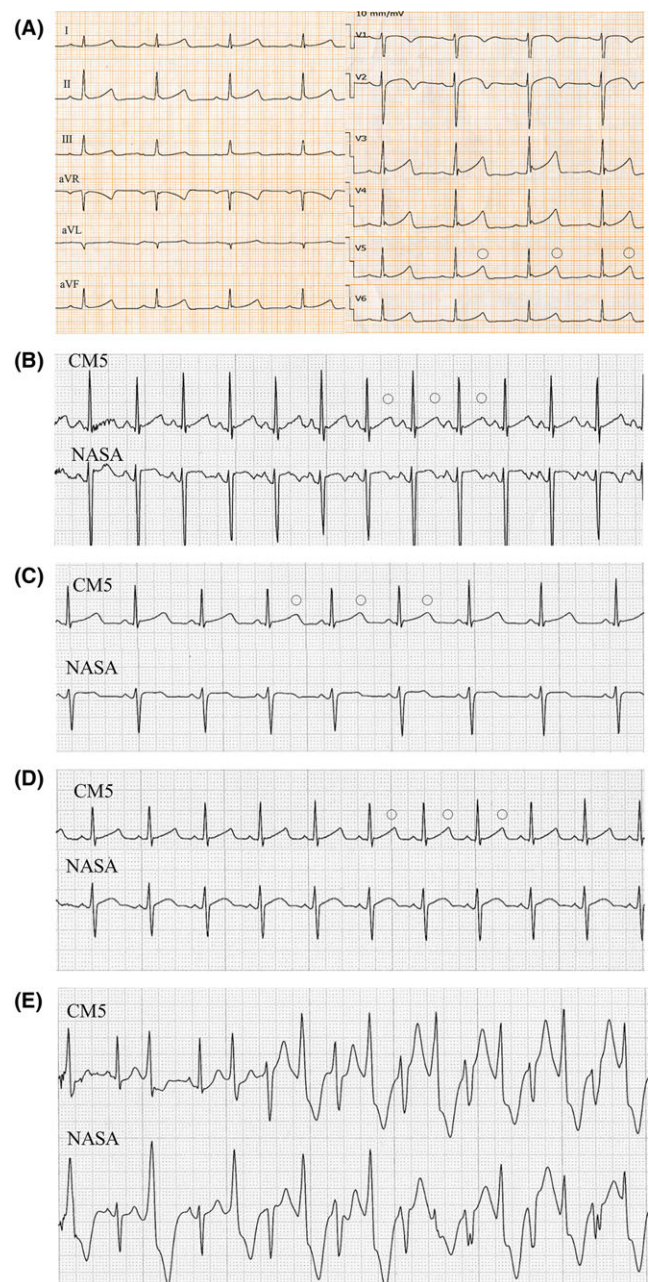 (A)
I
II
III
aVR
aVL
aVF
10 mm/mV
V1
V2
V3
V4
V5
V6
(B)
CM5
NASA
(C)
CM5
NASA
(D)
CM5
NASA
(E)
CM5
NASA